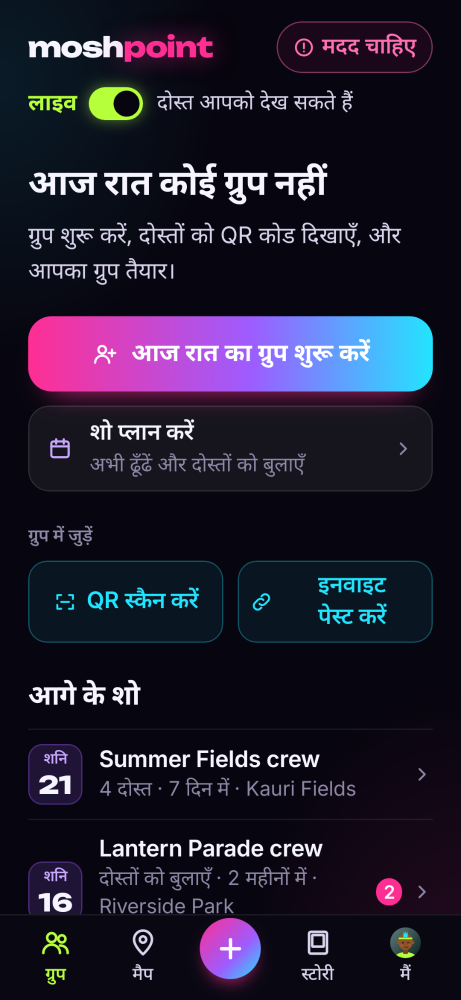 moshpoint
मदद चाहिए
लाइव
दोस्त आपको देख सकते हैं
आज रात कोई ग्रुप नहीं
ग्रुप शुरू करें, दोस्तों को QR कोड दिखाएँ, और
आपका ग्रुप तैयार।
आज रात का ग्रुप शुरू करें
शो प्लान करें
अभी ढूँढें और दोस्तों को बुलाएँ
ग्रुप में जुड़ें
QR स्कैन करें
इनवाइट
पेस्ट करें
आगे के शो
शनि
21
Summer Fields crew
4 दोस्त · 7 दिन में · Kauri Fields
शनि
16
Lantern Parade crew
दोस्तों को बुलाएँ · 2 महीनों में ·
Riverside Park
2
ग्रुप
मैप
स्टोरी
मैं